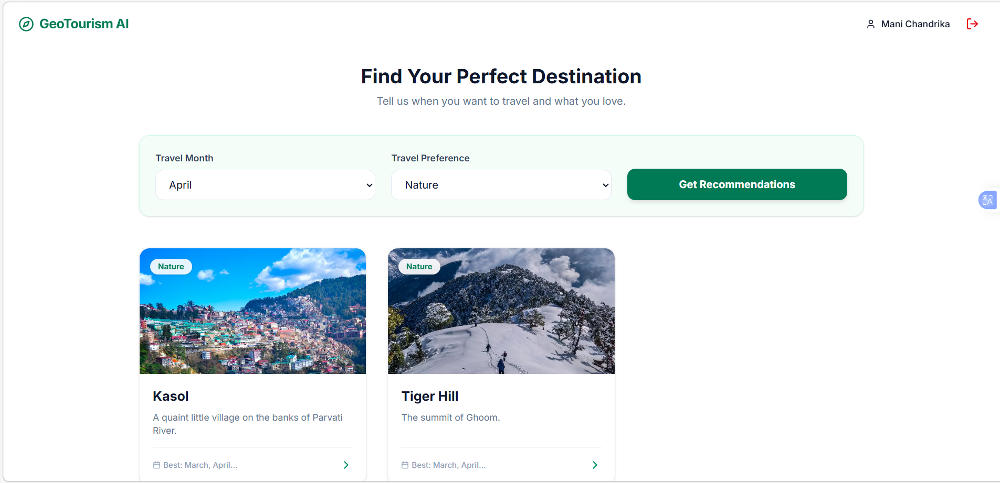 GeoTourism AI
Mani Chandrika
Find Your Perfect Destination
Tell us when you want to travel and what you love.
Travel Month
Travel Preference
April
Nature
Get Recommendations
Nature
Nature
Kasol
A quaint little village on the banks of Parvati
River.
Best: March, April...
Tiger Hill
The summit of Ghoom.
Best: March, April...